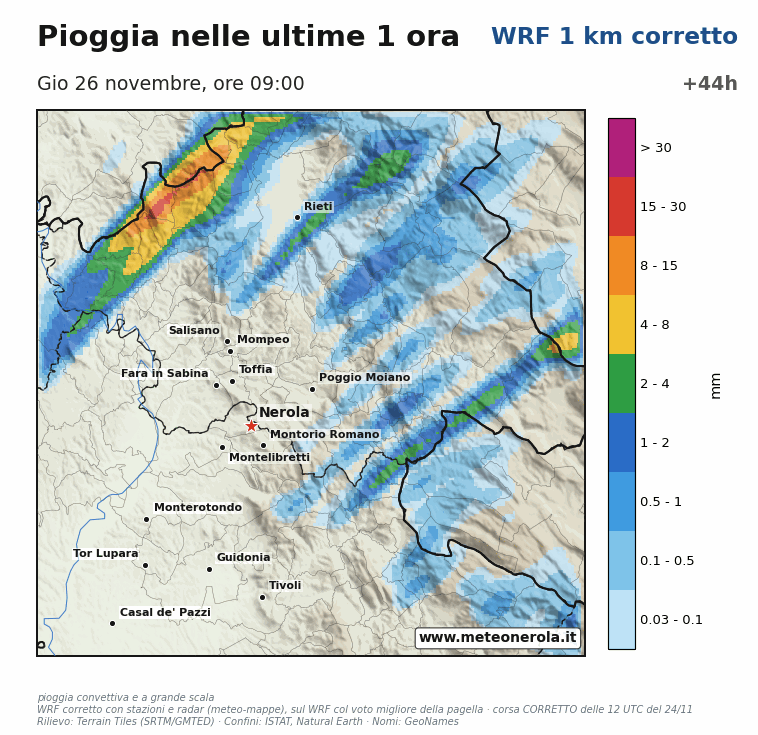 Pioggia nelle ultime 1 ora
WRF 1 km corretto
Gio 26 novembre, ore 09:00
+44h
Rieti
Salisano
Mompeo
Toffia
Fara in Sabina
Poggio Moiano
Nerola
Montorio Romano
Montelibretti
Monterotondo
Tor Lupara
Guidonia
Tivoli
Casal de' Pazzi
www.meteonerola.it
> 30
15 - 30
8 - 15
4 - 8
2 - 4
1 - 2
0.5 - 1
0.1 - 0.5
0.03 - 0.1
mm
pioggia convettiva e a grande scala
WRF corretto con stazioni e radar (meteo-mappe), sul WRF col voto migliore della pagella · corsa CORRETTO delle 12 UTC del 24/11
Rilievo: Terrain Tiles (SRTM/GMTED) · Confini: ISTAT, Natural Earth · Nomi: GeoNames